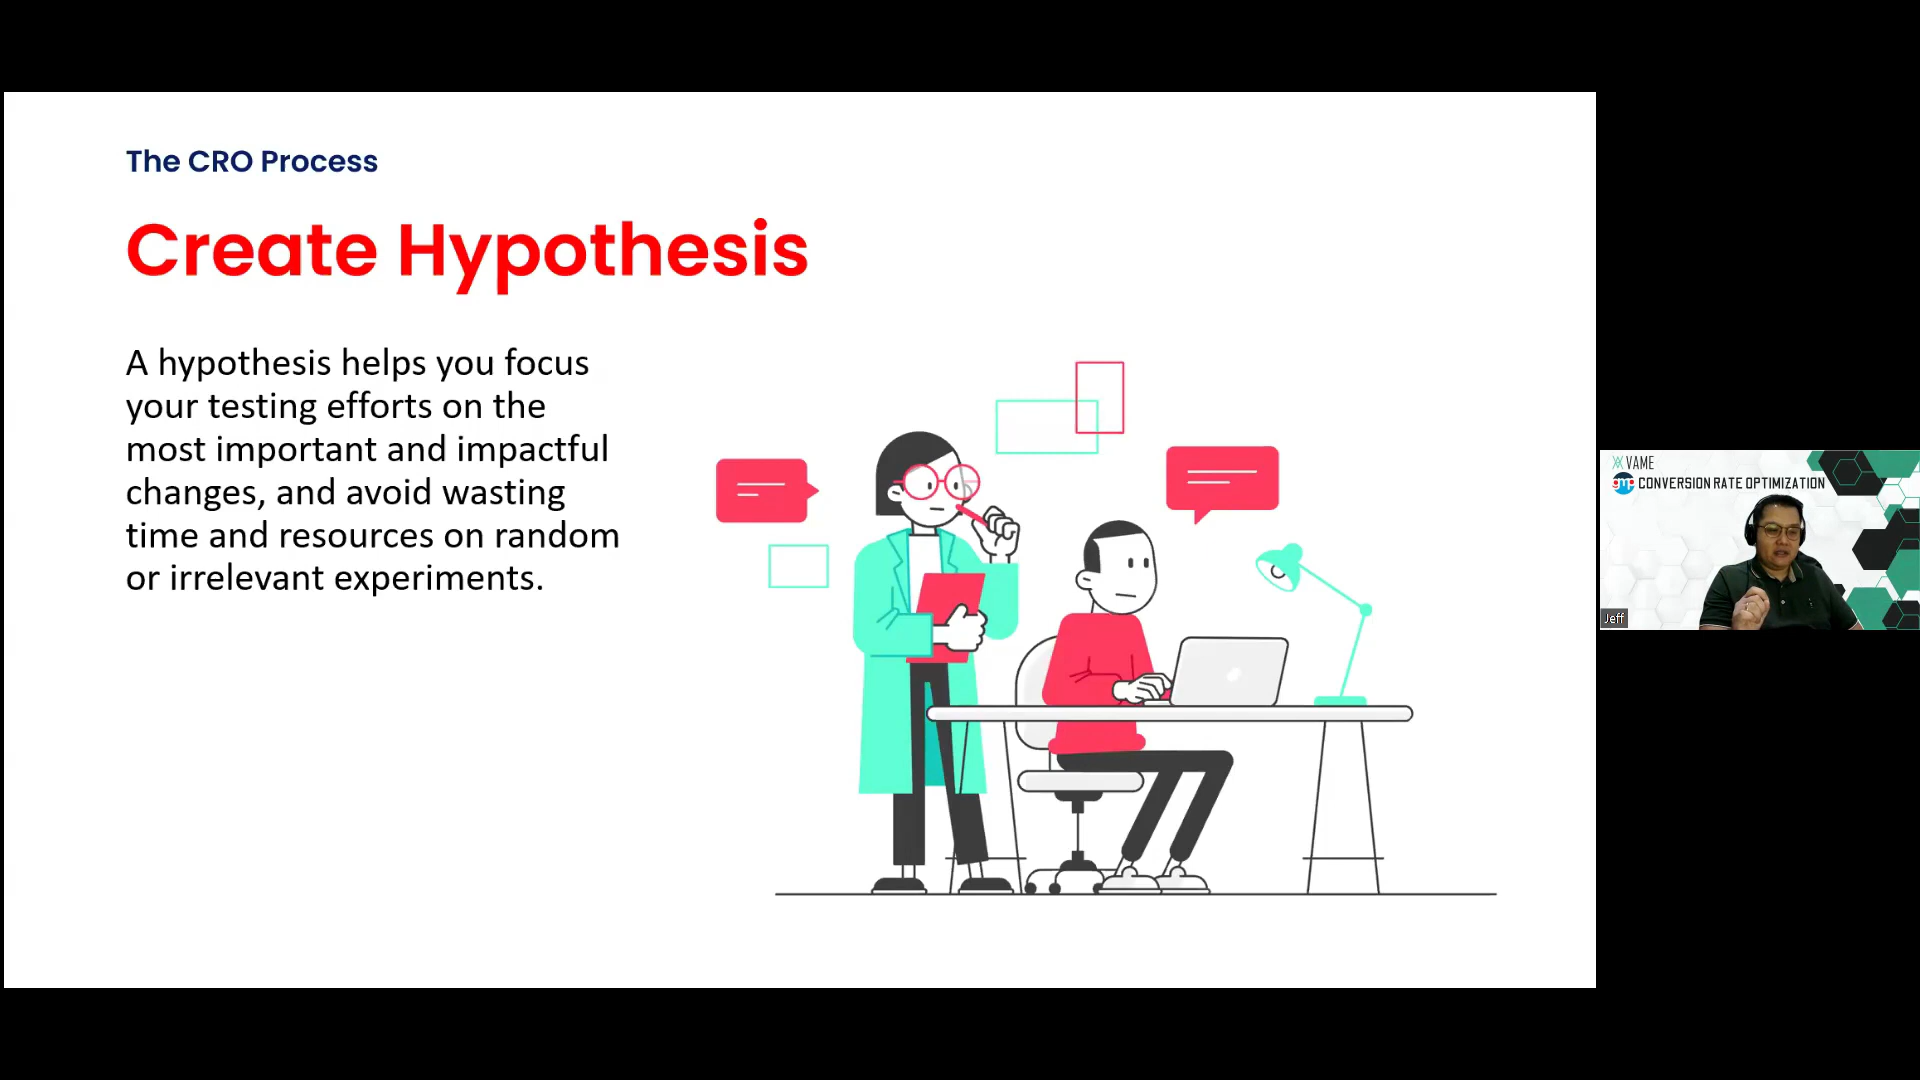 The CRO Process
Create Hypothesis
A hypothesis helps you focus
your testing efforts on the
most important and impactful
changes, and avoid wasting
time and resources on random
or irrelevant experiments.
VAME
gmp CONVERSION RATE OPTIMIZATION
Jeff